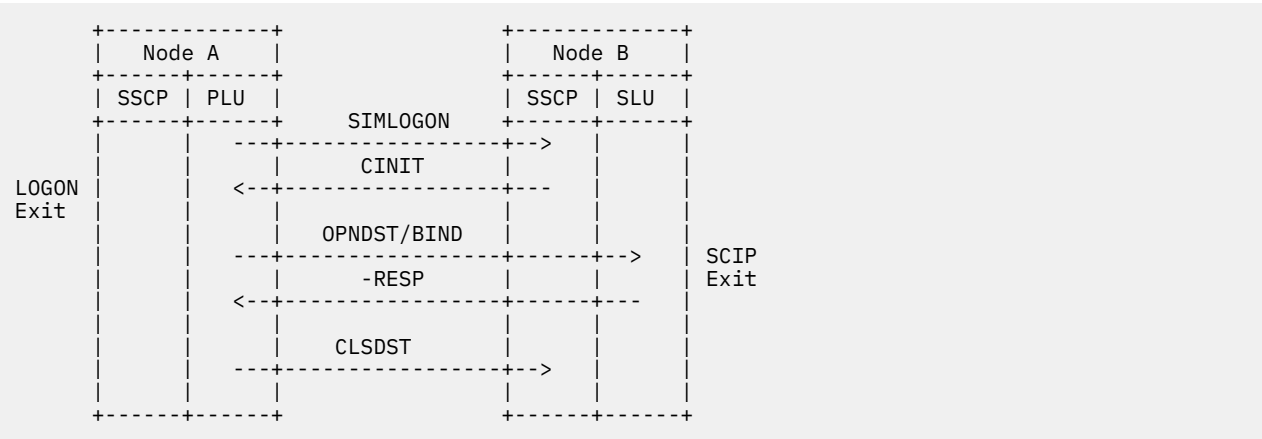 Node A Node B
SSCP PLU SSCP SLU
SIMLOGON
CINIT
LOGON
Exit
OPNDST/BIND
SCIP
-RESP Exit
CLSDST